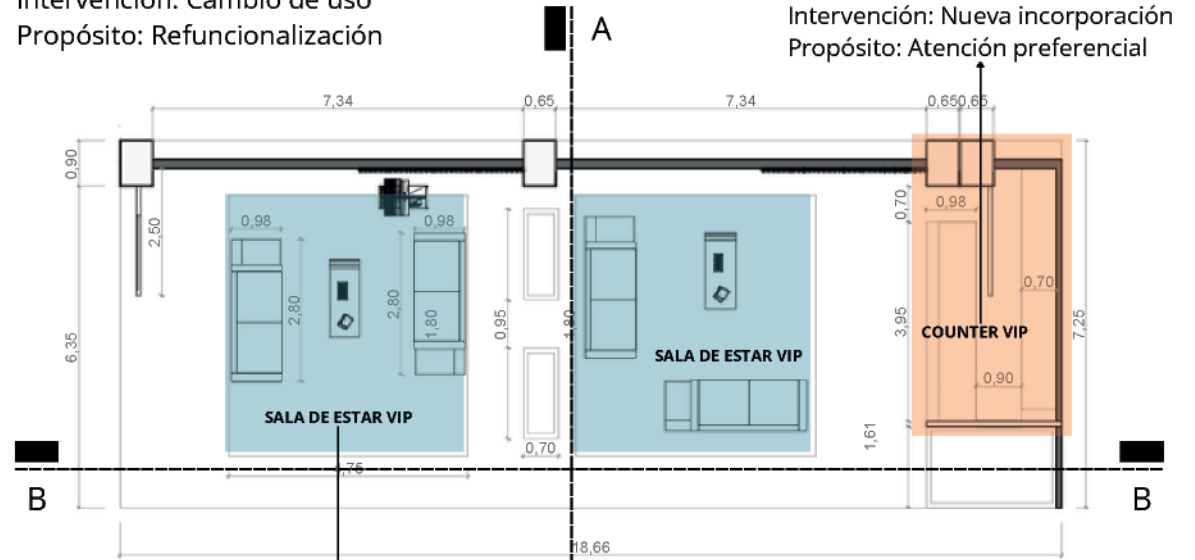 Intervención: Cambio de uso
Propósito: Refuncionalización
A
Intervención: Nueva incorporación
Propósito: Atención preferencial
7,34
0,65
7,34
0,65
0,65
0,90
2,50
0,98
0,98
0,70
0,98
2,80
2,80
1,80
0,95
1,80
0,70
3,95
COUNTER VIP
7,25
6,35
SALA DE ESTAR VIP
0,90
SALA DE ESTAR VIP
1,61
0,70
B
B
18,66